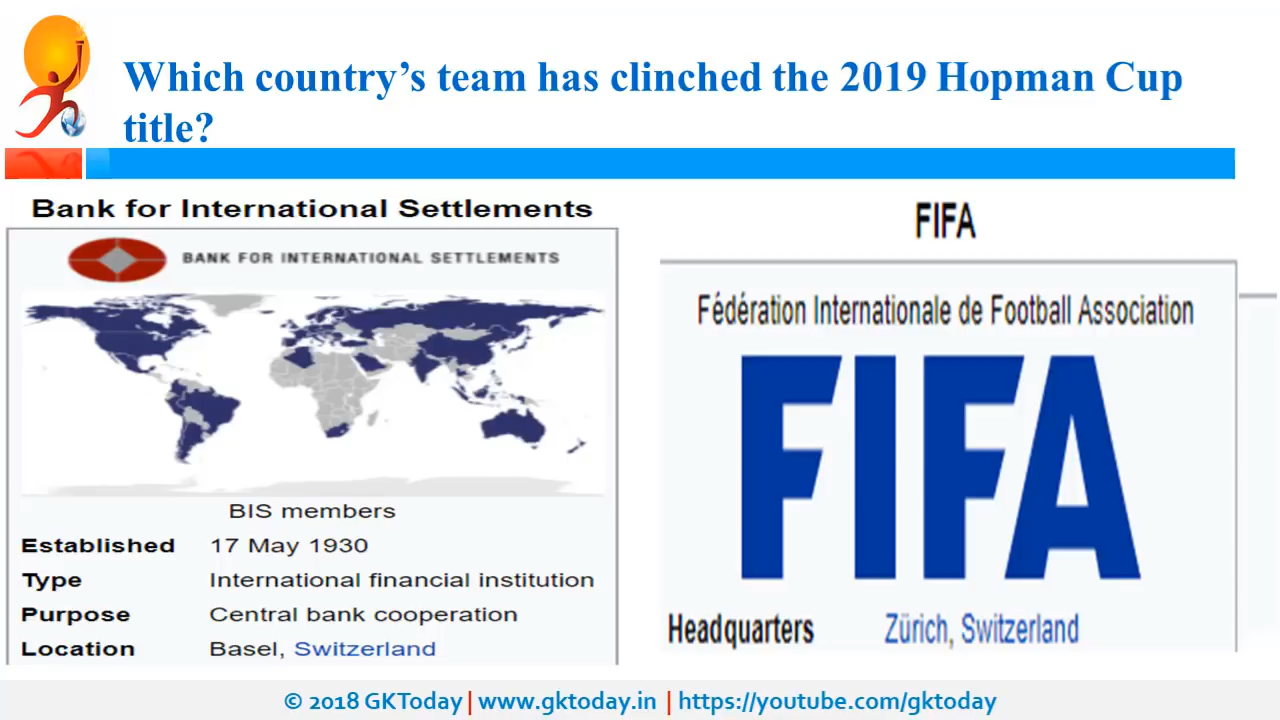 Which country’s team has clinched the 2019 Hopman Cup
title?
Bank for International Settlements
BANK FOR INTERNATIONAL SETTLEMENTS
BIS members
Established 17 May 1930
Type International financial institution
Purpose Central bank cooperation
Location Basel, Switzerland
FIFA
Fédération Internationale de Football Association
FIFA
Headquarters Zürich, Switzerland
© 2018 GKToday | www.gktoday.in | https://youtube.com/gktoday